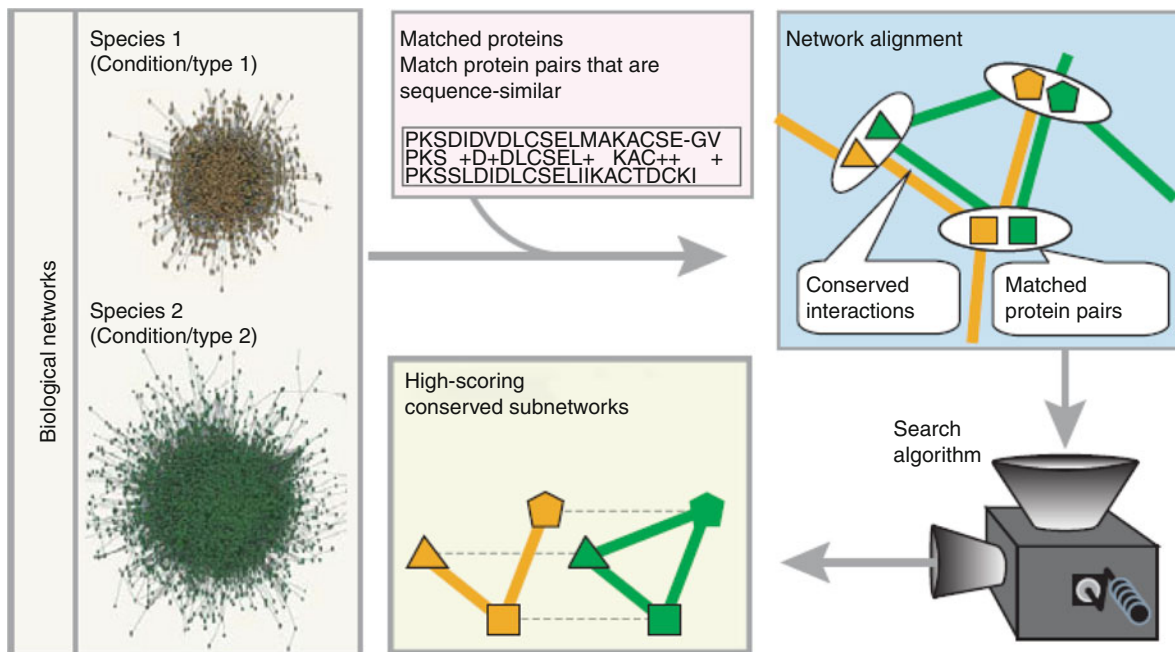 Biological networks
Species 1
(Condition/type 1)
Species 2
(Condition/type 2)
Matched proteins
Match protein pairs that are
sequence-similar
PKSDIDVDLCSELMAKACSE-GV
PKS +D+DLCSEL+ KAC++ +
PKSSLDIDLCSELIIKACTDCKI
Network alignment
Conserved
interactions
Matched
protein pairs
Search
algorithm
High-scoring
conserved subnetworks